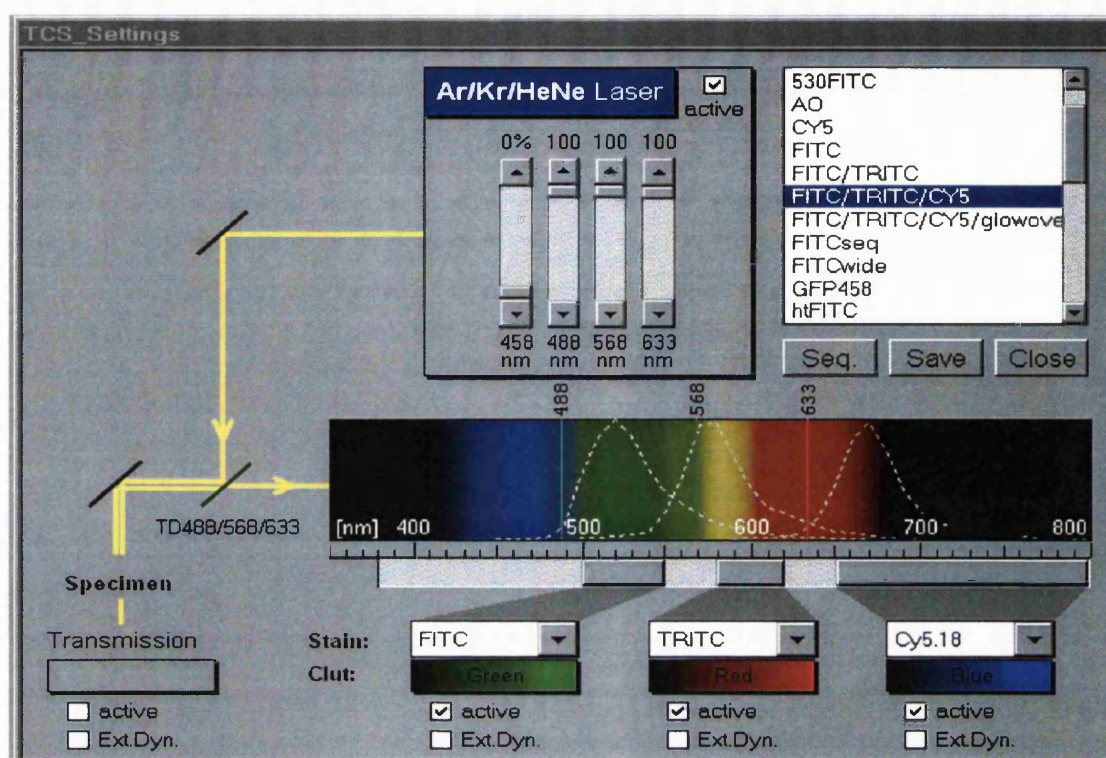 TCS_Settings
Ar/Kr/HeNe Laser
active
0% 100 100 100
458 488 568 633
nm nm nm nm
530FITC
AO
CY5
FITC
FITC/TRITC
FITC/TRITC/CY5
FITC/TRITC/CY5/glowove
FITCseq
FITCwide
GFP458
htFITC
Seq. Save Close
488 568 633
TD488/568/633
[nm] 400 500 600 700 800
Specimen
Transmission
active
Ext.Dyn.
Stain: FITC TRITC Cy5.18
Clut: Green Red Blue
active active active
Ext.Dyn. Ext.Dyn. Ext.Dyn.